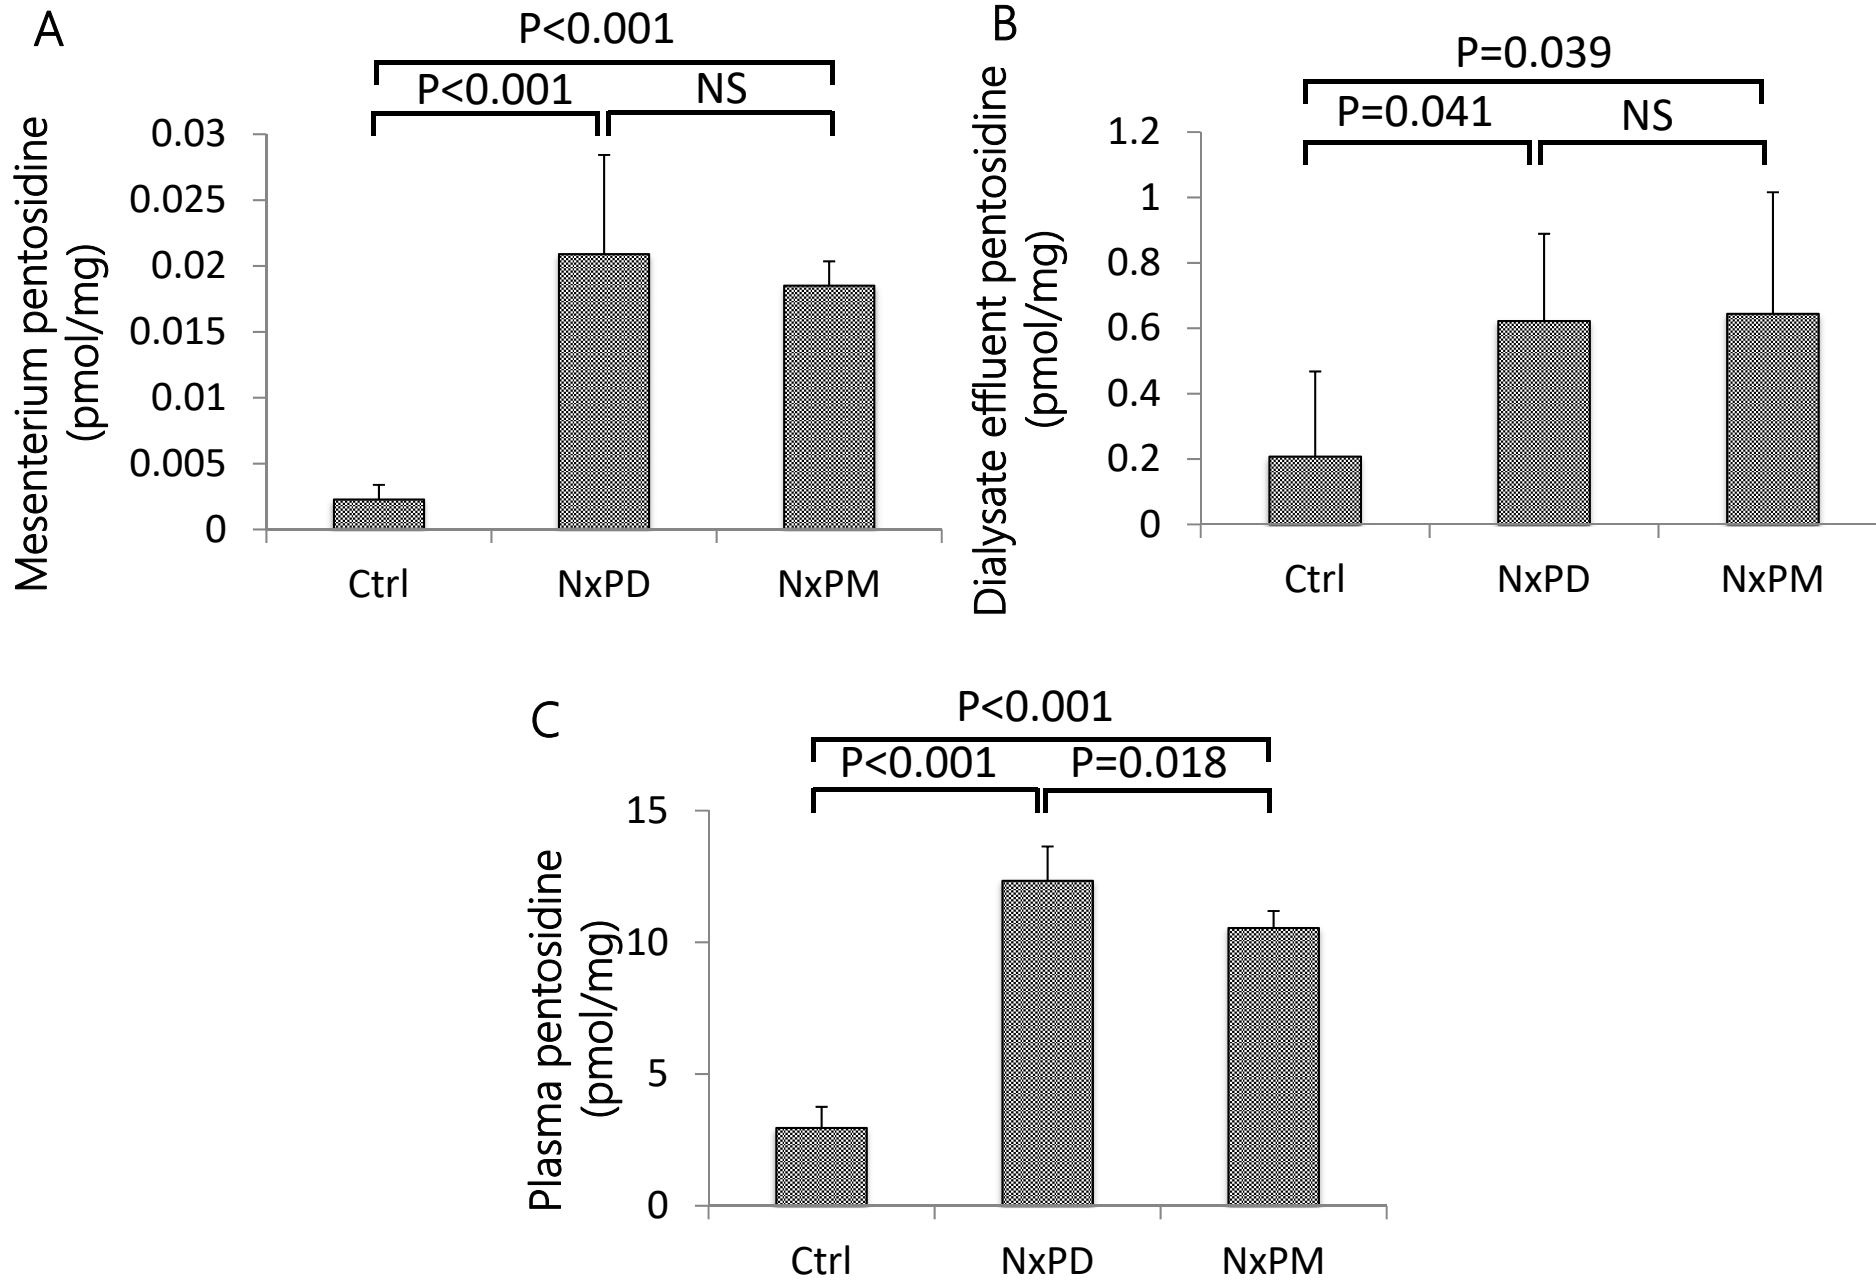 A
P<0.001
P<0.001
NS
Mesenterium pentosidine
(pmol/mg)
0.03
0.025
0.02
0.015
0.01
0.005
0
Ctrl
NxPD
NxPM
B
P=0.039
P=0.041
NS
Dialysate effluent pentosidine
(pmol/mg)
1.2
1
0.8
0.6
0.4
0.2
0
Ctrl
NxPD
NxPM
C
P<0.001
P<0.001
P=0.018
Plasma pentosidine
(pmol/mg)
15
10
5
0
Ctrl
NxPD
NxPM